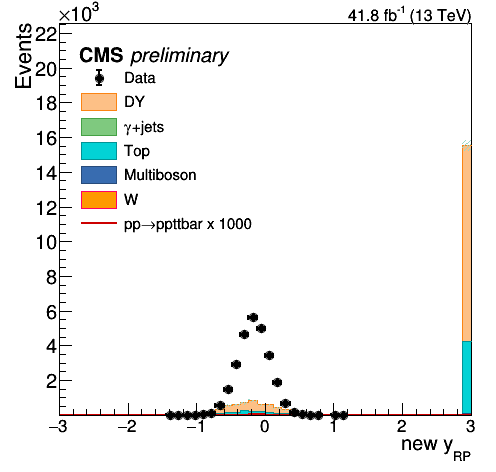 ×10³
41.8 fb⁻¹ (13 TeV)
Events
CMS preliminary
Data
DY
γ+jets
Top
Multiboson
W
pp→ppttbar x 1000
22
20
18
16
14
12
10
8
6
4
2
−3 −2 −1 0 1 2 3
new y_RP